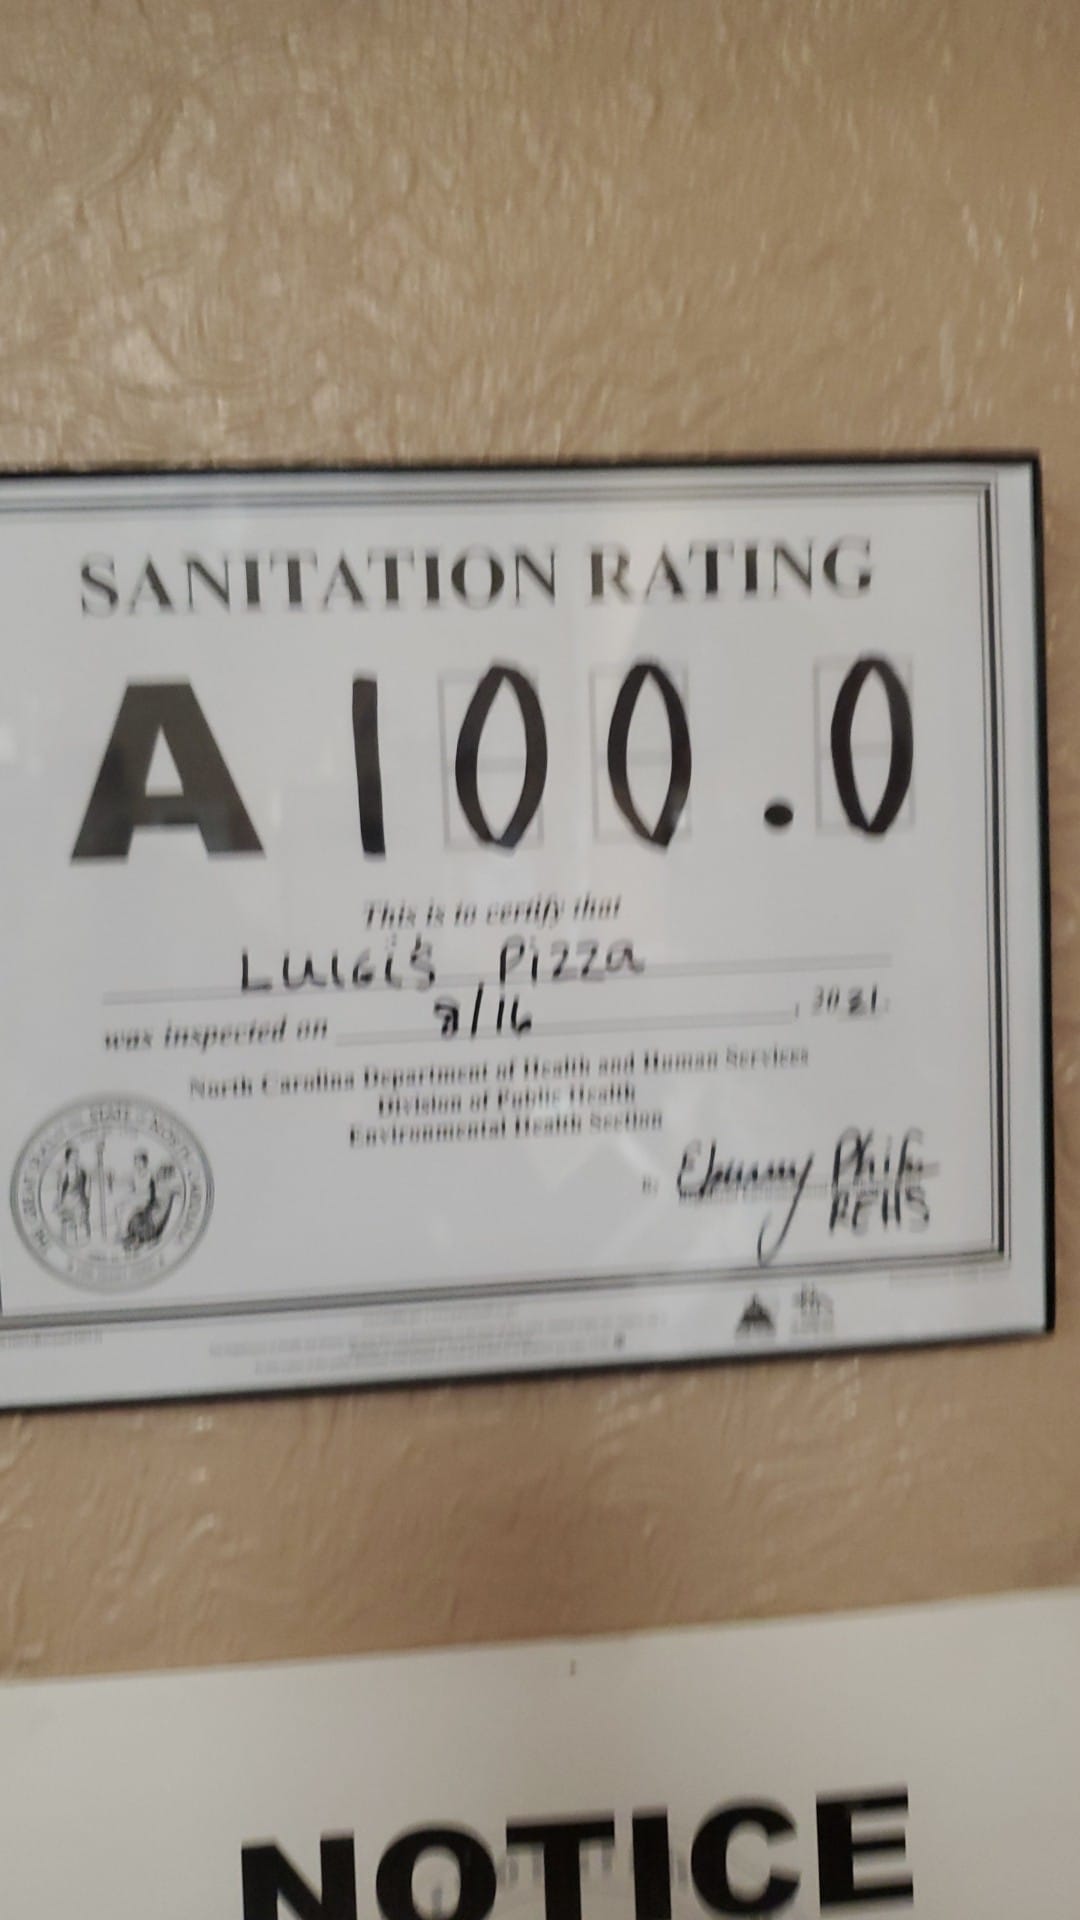 SANITATION RATING
A 100.0
This is to certify that
LUIGI'S PIZZA
was inspected on 8/16, 2021.
North Carolina Department of Health and Human Services
Division of Public Health
Environmental Health Section
REHS
NOTICE